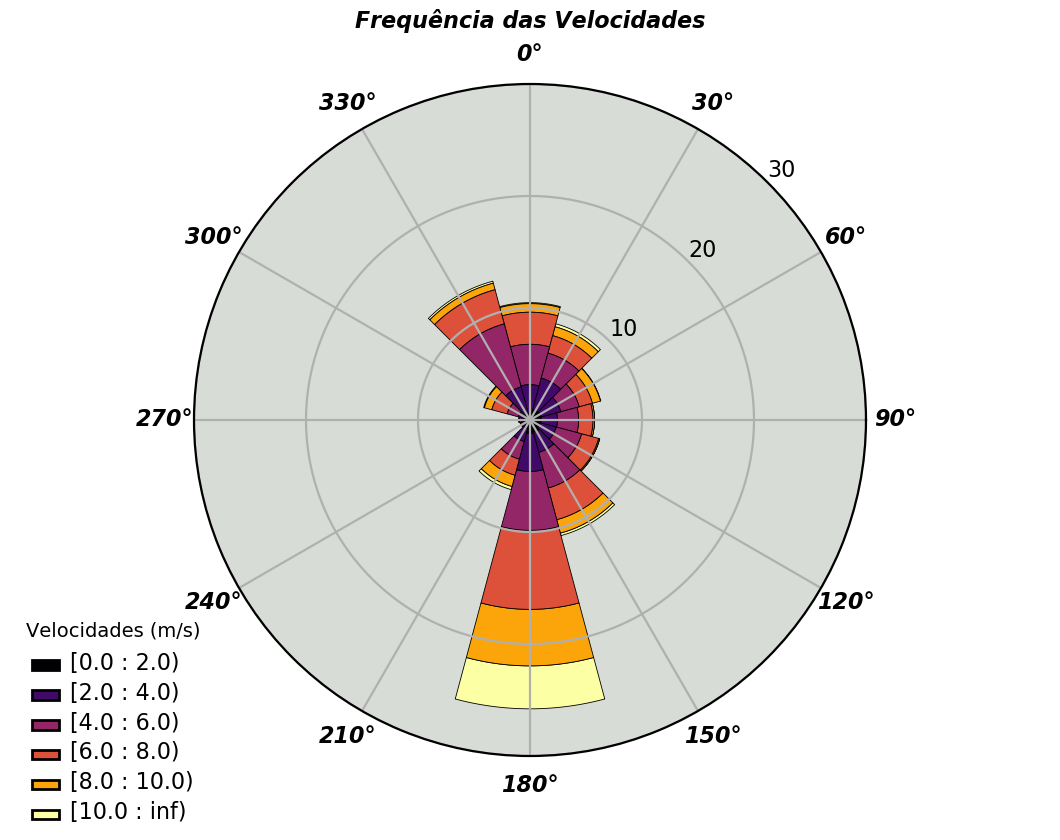 Frequência das Velocidades
0°
330°
30°
30
300°
60°
20
10
270°
90°
240°
120°
210°
150°
180°
Velocidades (m/s)
[0.0 : 2.0)
[2.0 : 4.0)
[4.0 : 6.0)
[6.0 : 8.0)
[8.0 : 10.0)
[10.0 : inf)